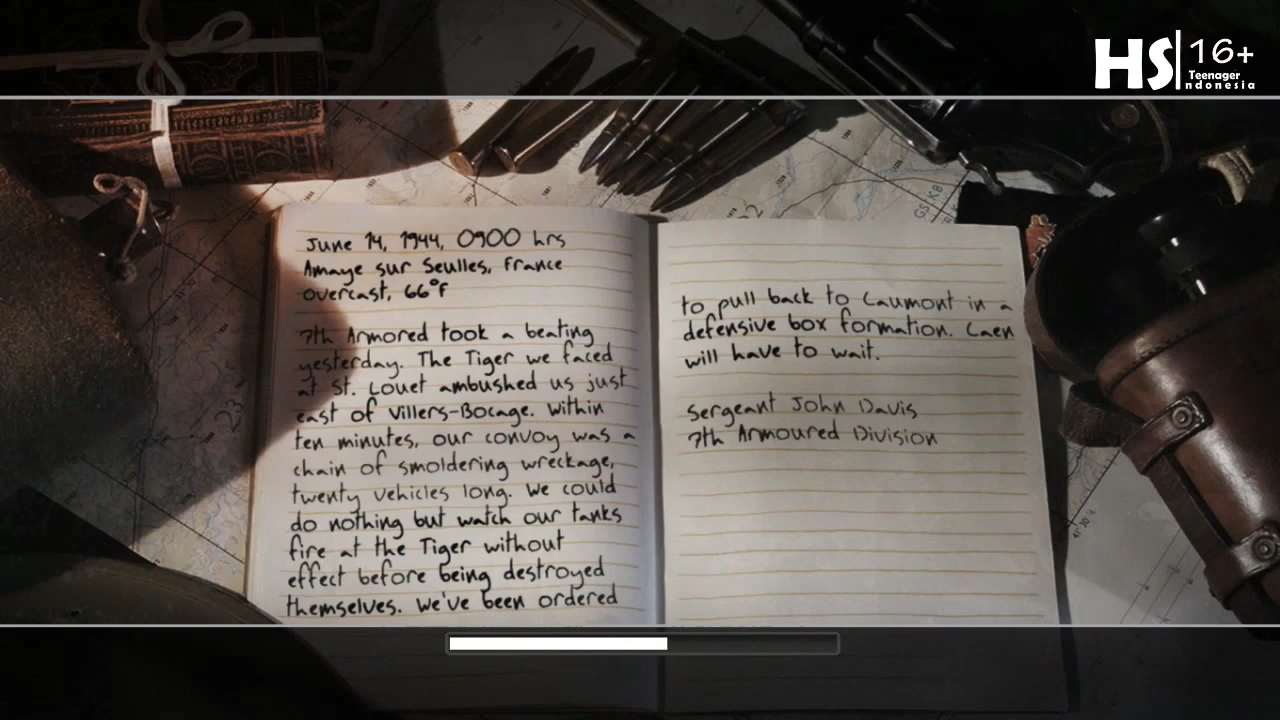 HS 16+
Teenager
Indonesia
June 14, 1944, 0900 hrs
Amaye sur Seulles, France
Overcast, 66°F
7th Armored took a beating
yesterday. The Tiger we faced
at St. Louet ambushed us just
east of Villers-Bocage. Within
ten minutes, our convoy was a
chain of smoldering wreckage,
twenty vehicles long. We could
do nothing but watch our tanks
fire at the Tiger without
effect before being destroyed
themselves. We've been ordered
to pull back to Caumont in a
defensive box formation. Caen
will have to wait.
Sergeant John Davis
7th Armoured Division